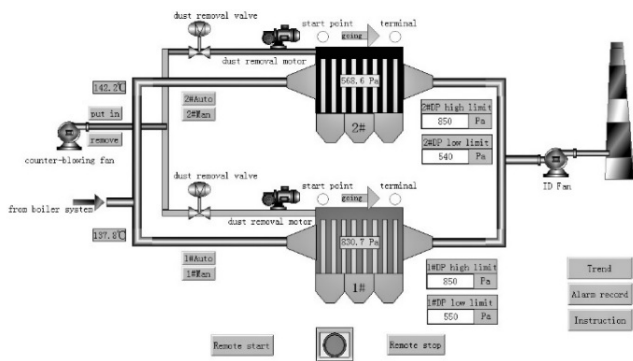 dust removal valve
start point
going
terminal
dust removal motor
142.2℃
568.6 Pa
put in
2#Auto
2#Man
2#DP high limit
850 Pa
remove
2#
2#DP low limit
540 Pa
counter-blowing fan
dust removal valve
start point
going
terminal
ID Fan
from boiler system
dust removal motor
137.8℃
830.7 Pa
1#Auto
1#Man
1#DP high limit
850 Pa
1#
1#DP low limit
550 Pa
Trend
Alarm record
Instruction
Remote start
Remote stop